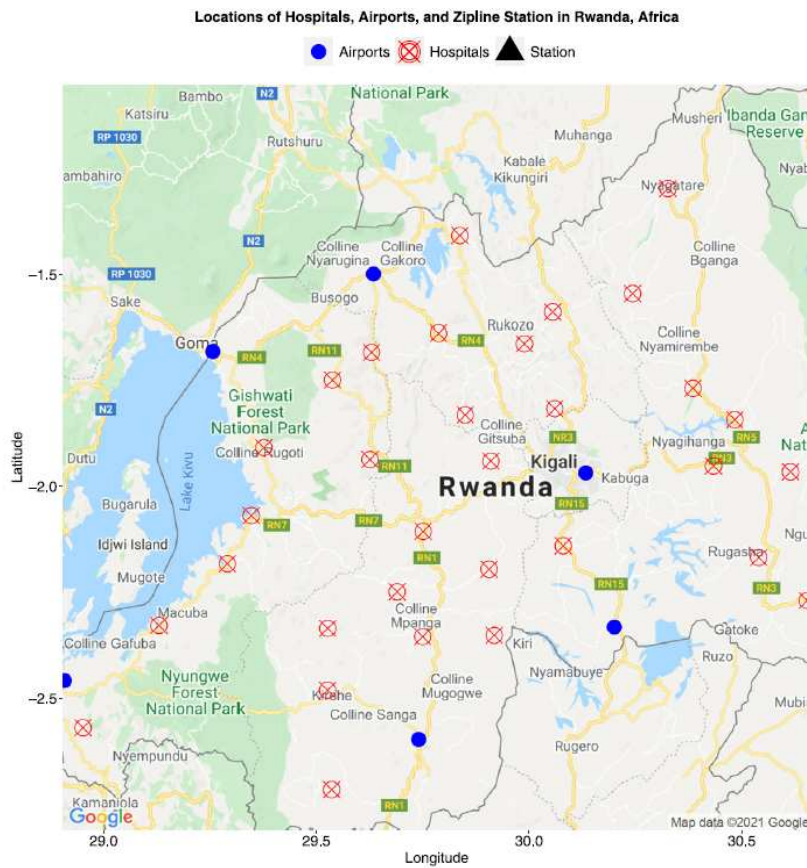 Locations of Hospitals, Airports, and Zipline Station in Rwanda, Africa
Airports Hospitals Station
Bambo
N2
National Park
Katsiru
Musheri
Ibanda Gan
Reserve
RP 1030
Rutshuru
Muhanga
ambahiro
Kabale
Kikungiri
Nyab
Nyagatare
N2
Colline
Nyarugina
Colline
Gakoro
Colline
Bganga
RP 1030
Sake
Busogo
Goma
RN4
RN11
RN4
Rukozo
Colline
Nyamirembe
Gishwati
Forest
National Park
N2
Colline
Gitsuba
NR3
Nyagihanga
RN5
RN3
Dutu
Colline Rugoti
RN11
Kigali
Kabuga
Lake Kivu
Rwanda
Bugarula
RN15
Idjwi Island
RN7
RN7
RN1
Ngu
Mugote
Rugasha
RN15
RN3
Macuba
Colline
Mpanga
Colline Gafuba
Kiri
Gatoke
Nyamabuye
Ruzo
Nyungwe
Forest
National Park
Kirehe
Colline
Mugogwe
Colline Sanga
Mubi
Rugero
Nyempundu
Kamaniola
RN1
Google
Map data ©2021 Google
−1.5
−2.0
−2.5
Latitude
29.0 29.5 30.0 30.5
Longitude